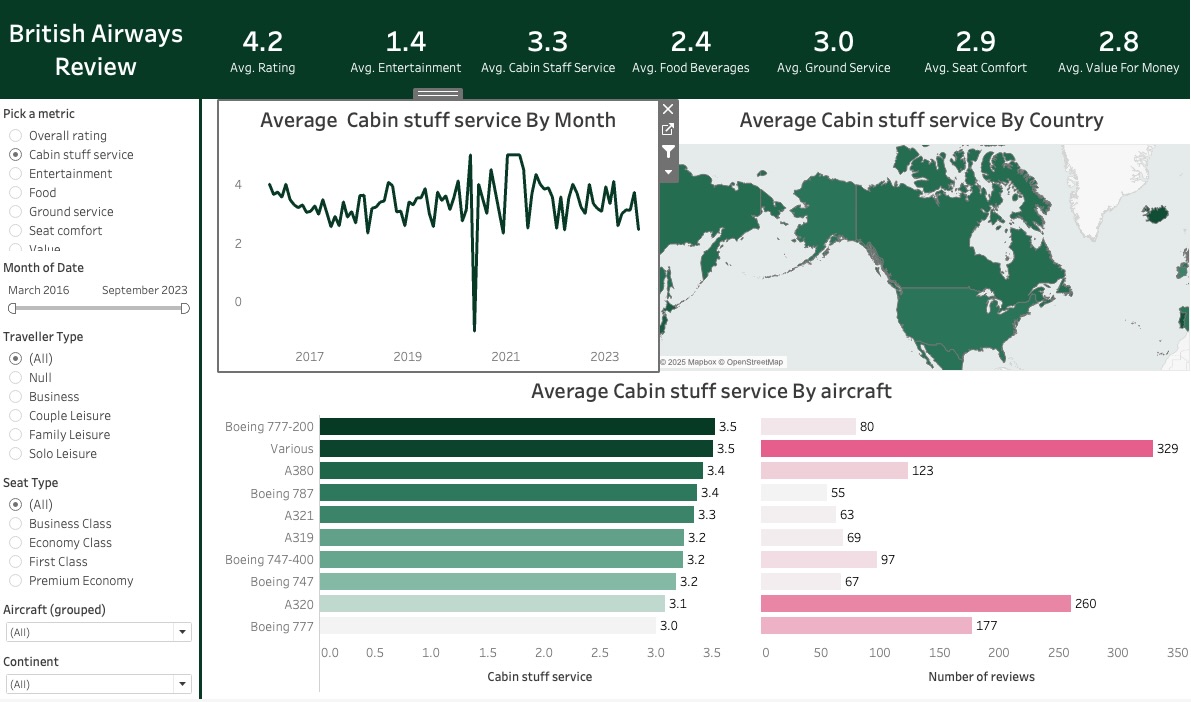 British Airways
Review
4.2
Avg. Rating
1.4
Avg. Entertainment
3.3
Avg. Cabin Staff Service
2.4
Avg. Food Beverages
3.0
Avg. Ground Service
2.9
Avg. Seat Comfort
2.8
Avg. Value For Money
Pick a metric
Overall rating
Cabin stuff service
Entertainment
Food
Ground service
Seat comfort
Value
Month of Date
March 2016 September 2023
Traveller Type
(All)
Null
Business
Couple Leisure
Family Leisure
Solo Leisure
Seat Type
(All)
Business Class
Economy Class
First Class
Premium Economy
Aircraft (grouped)
(All)
Continent
(All)
Average Cabin stuff service By Month
4
2
0
2017 2019 2021 2023
Average Cabin stuff service By Country
© 2025 Mapbox © OpenStreetMap
Average Cabin stuff service By aircraft
Boeing 777-200 3.5 80
Various 3.5 329
A380 3.4 123
Boeing 787 3.4 55
A321 3.3 63
A319 3.2 69
Boeing 747-400 3.2 97
Boeing 747 3.2 67
A320 3.1 260
Boeing 777 3.0 177
0.0 0.5 1.0 1.5 2.0 2.5 3.0 3.5 0 50 100 150 200 250 300 350
Cabin stuff service Number of reviews